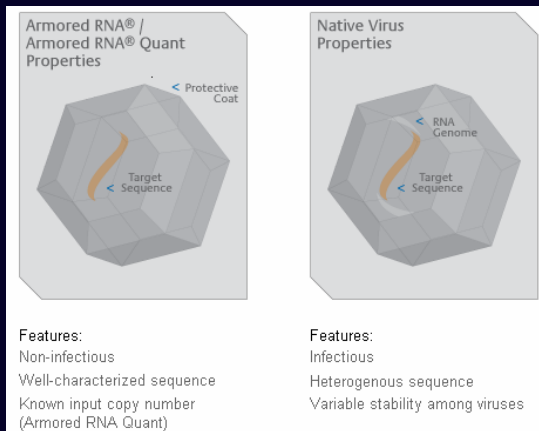 Armored RNA® /
Armored RNA® Quant
Properties
< Protective
Coat
Target
< Sequence
Features:
Non-infectious
Well-characterized sequence
Known input copy number
(Armored RNA Quant)
Native Virus
Properties
< RNA
Genome
Target
< Sequence
Features:
Infectious
Heterogenous sequence
Variable stability among viruses